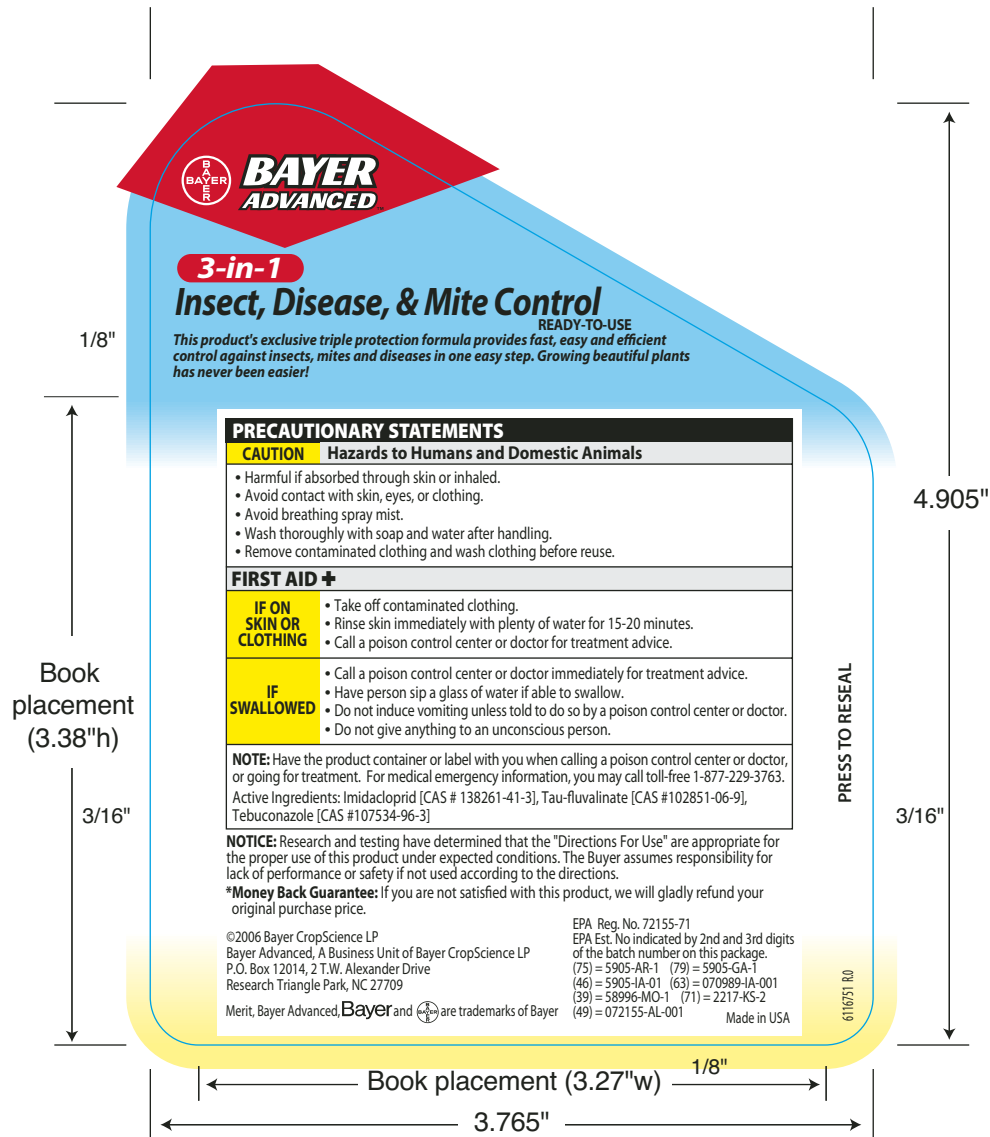 BAYER
BAYER
BAYER
ADVANCED™
3-in-1
Insect, Disease, & Mite Control
READY-TO-USE
This product's exclusive triple protection formula provides fast, easy and efficient
control against insects, mites and diseases in one easy step. Growing beautiful plants
has never been easier!
1/8"
PRECAUTIONARY STATEMENTS
CAUTION Hazards to Humans and Domestic Animals
• Harmful if absorbed through skin or inhaled.
• Avoid contact with skin, eyes, or clothing.
• Avoid breathing spray mist.
• Wash thoroughly with soap and water after handling.
• Remove contaminated clothing and wash clothing before reuse.
FIRST AID ✚
IF ON
SKIN OR
CLOTHING
• Take off contaminated clothing.
• Rinse skin immediately with plenty of water for 15-20 minutes.
• Call a poison control center or doctor for treatment advice.
IF
SWALLOWED
• Call a poison control center or doctor immediately for treatment advice.
• Have person sip a glass of water if able to swallow.
• Do not induce vomiting unless told to do so by a poison control center or doctor.
• Do not give anything to an unconscious person.
NOTE: Have the product container or label with you when calling a poison control center or doctor,
or going for treatment. For medical emergency information, you may call toll-free 1-877-229-3763.
Active Ingredients: Imidacloprid [CAS # 138261-41-3], Tau-fluvalinate [CAS #102851-06-9],
Tebuconazole [CAS #107534-96-3]
NOTICE: Research and testing have determined that the "Directions For Use" are appropriate for
the proper use of this product under expected conditions. The Buyer assumes responsibility for
lack of performance or safety if not used according to the directions.
*Money Back Guarantee: If you are not satisfied with this product, we will gladly refund your
original purchase price.
©2006 Bayer CropScience LP
Bayer Advanced, A Business Unit of Bayer CropScience LP
P.O. Box 12014, 2 T.W. Alexander Drive
Research Triangle Park, NC 27709
Merit, Bayer Advanced, Bayer and BAYER BAYER are trademarks of Bayer
EPA Reg. No. 72155-71
EPA Est. No indicated by 2nd and 3rd digits
of the batch number on this package.
(75) = 5905-AR-1 (79) = 5905-GA-1
(46) = 5905-IA-01 (63) = 070989-IA-001
(39) = 58996-MO-1 (71) = 2217-KS-2
(49) = 072155-AL-001
Made in USA
PRESS TO RESEAL
6116751 R.0
4.905"
Book
placement
(3.38"h)
3/16"
3/16"
1/8"
Book placement (3.27"w)
3.765"